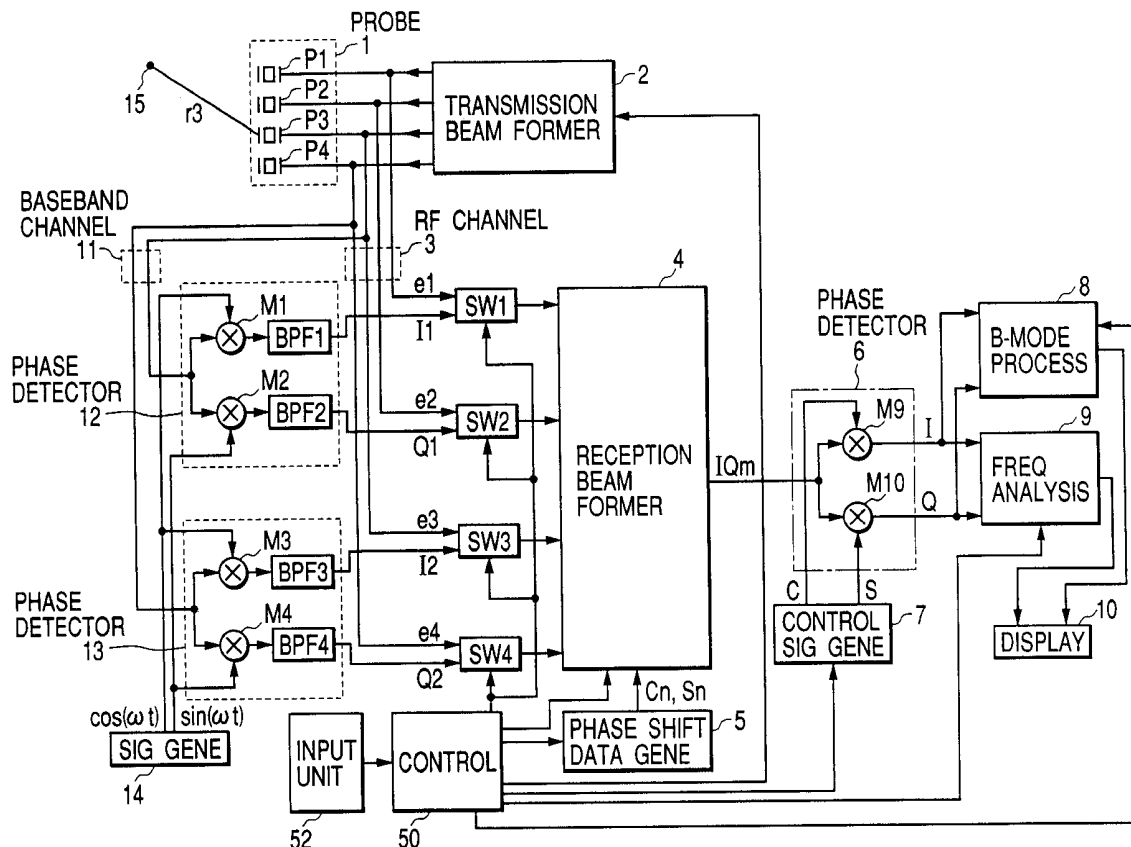 PROBE
1
P1
P2
P3
P4
15
r3
2
TRANSMISSION
BEAM FORMER
BASEBAND
CHANNEL
11
RF CHANNEL
3
4
e1
I1
SW1
M1
BPF1
PHASE
DETECTOR
12
M2
BPF2
e2
Q1
SW2
RECEPTION
BEAM
FORMER
IQm
e3
I2
SW3
M3
BPF3
PHASE
DETECTOR
13
M4
BPF4
e4
Q2
SW4
cos(ωt)
sin(ωt)
SIG GENE
14
INPUT
UNIT
52
CONTROL
50
Cn, Sn
5
PHASE SHIFT
DATA GENE
PHASE
DETECTOR
6
M9
M10
I
Q
C
S
CONTROL
SIG GENE
7
8
B-MODE
PROCESS
9
FREQ
ANALYSIS
10
DISPLAY